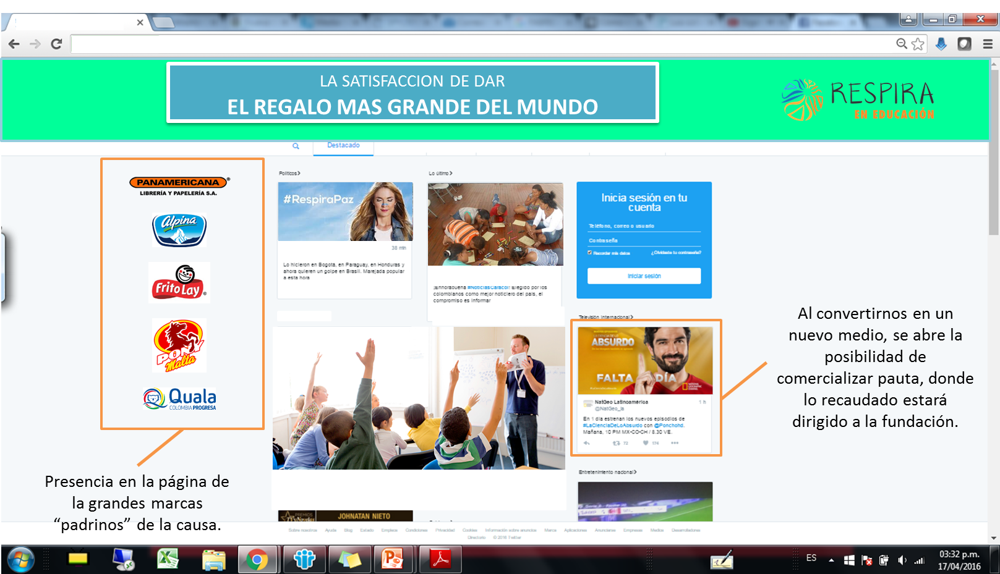 LA SATISFACCION DE DAR
EL REGALO MAS GRANDE DEL MUNDO
RESPIRA
EN EDUCACIÓN
Destacado
PANAMERICANA
LIBRERÍA Y PAPELERÍA S.A.
Alpina
FritoLay
PONY
Malta
Quala
COLOMBIA PROGRESA
Presencia en la página de
la grandes marcas
“padrinos” de la causa.
Políticos
#RespiraPaz
38 min
Lo hicieron en Bogotá, en Paraguay, en Honduras y
ahora quieren un golpe en Brasil. Marejada popular
a esta hora
Lo último
¡Enhorabuena #NoticiasCaracol! Elegido por los
colombianos como mejor noticiero del país, el
compromiso es informar
Inicia sesión en tu
cuenta
Teléfono, correo o usuario
Contraseña
Recordar mis datos
¿Olvidaste tu contraseña?
Iniciar sesión
Televisión Internacional
ABSURDO
FALTA 1 DÍA
NatGeo Latinoamérica
1 h
@NatGeo_la
En 1 día estrenan los nuevos episodios de
#LaCienciaDeLoAbsurdo con @Ponchohd.
Mañana, 10 PM MX-CO-CH / 8.30 VE.
72
174
Al convertirnos en un
nuevo medio, se abre la
posibilidad de
comercializar pauta, donde
lo recaudado estará
dirigido a la fundación.
Entretenimiento nacional
PREMIOS
TVyNovelas
JOHNATAN NIETO
Sobre nosotros Ayuda Blog Estado Empleos Condiciones Privacidad Cookies Información sobre anuncios Marca Aplicaciones Anunciarse Empresas Medios Desarrolladores
Directorio © 2016 Twitter
ES
03:32 p.m.
17/04/2016